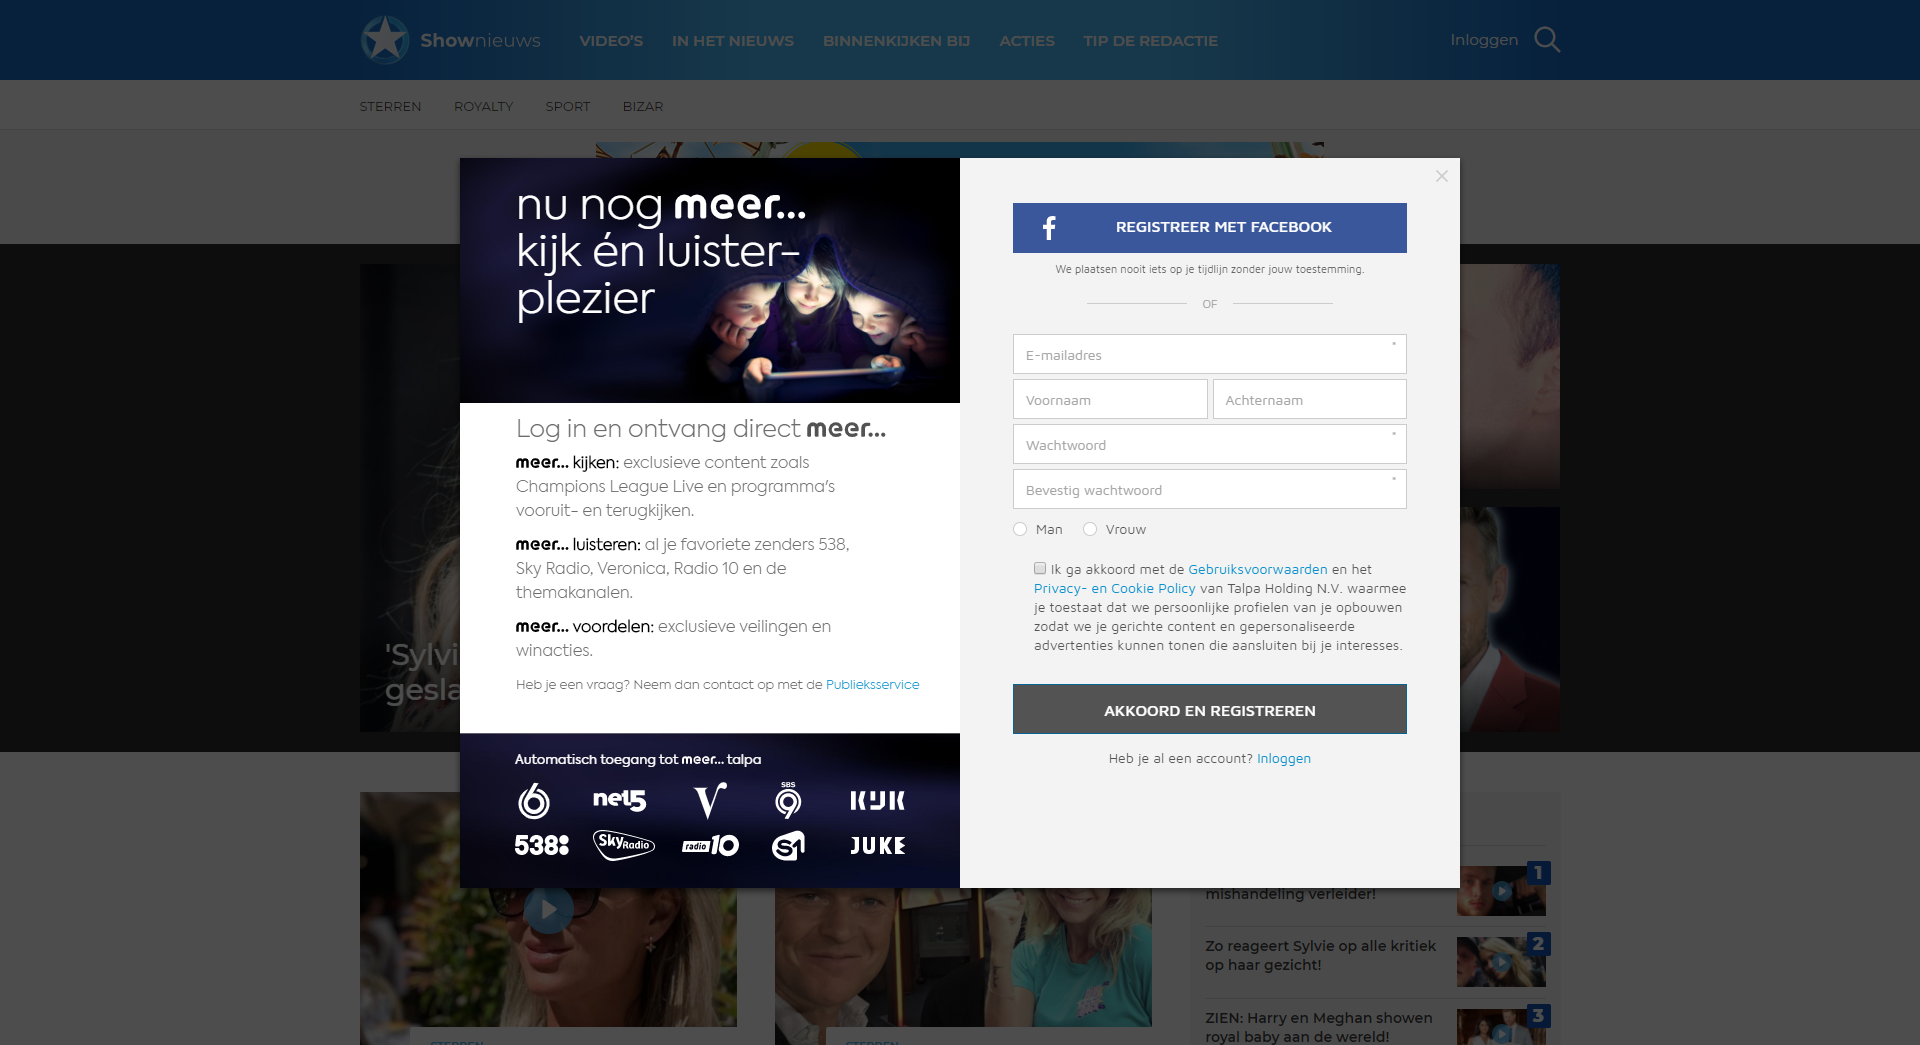 Shownieuws
VIDEO'S
IN HET NIEUWS
BINNENKIJKEN BIJ
ACTIES
TIP DE REDACTIE
Inloggen
STERREN
ROYALTY
SPORT
BIZAR
nu nog meer...
kijk én luister-
plezier
Log in en ontvang direct meer...
meer... kijken: exclusieve content zoals
Champions League Live en programma's
vooruit- en terugkijken.
meer... luisteren: al je favoriete zenders 538,
Sky Radio, Veronica, Radio 10 en de
themakanalen.
meer... voordelen: exclusieve veilingen en
winacties.
Heb je een vraag? Neem dan contact op met de Publieksservice
Automatisch toegang tot meer... talpa
6
net5
V
SBS
9
KIJK
538
Sky Radio
radio 10
S1
JUKE
REGISTREER MET FACEBOOK
We plaatsen nooit iets op je tijdlijn zonder jouw toestemming.
OF
E-mailadres *
Voornaam
Achternaam
Wachtwoord *
Bevestig wachtwoord *
Man
Vrouw
Ik ga akkoord met de Gebruiksvoorwaarden en het
Privacy- en Cookie Policy van Talpa Holding N.V. waarmee
je toestaat dat we persoonlijke profielen van je opbouwen
zodat we je gerichte content en gepersonaliseerde
advertenties kunnen tonen die aansluiten bij je interesses.
AKKOORD EN REGISTREREN
Heb je al een account? Inloggen
'Sylvi
gesla
mishandeling verleider!
1
Zo reageert Sylvie op alle kritiek
op haar gezicht!
2
ZIEN: Harry en Meghan showen
royal baby aan de wereld!
3
STERREN
STERREN